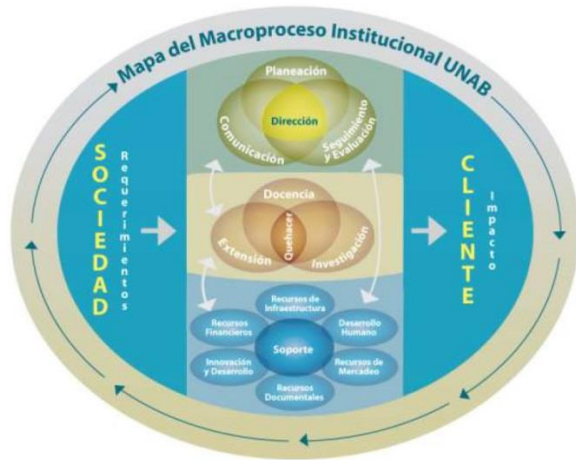 Mapa del Macroproceso Institucional UNAB
SOCIEDAD
Requerimientos
Planeación
Dirección
Comunicación
Seguimiento
y Evaluación
Docencia
Quehacer
Extensión
Investigación
Recursos de
Infraestructura
Recursos
Financieros
Desarrollo
Humano
Soporte
Innovación
y Desarrollo
Recursos de
Mercadeo
Recursos
Documentales
CLIENTE
Impacto